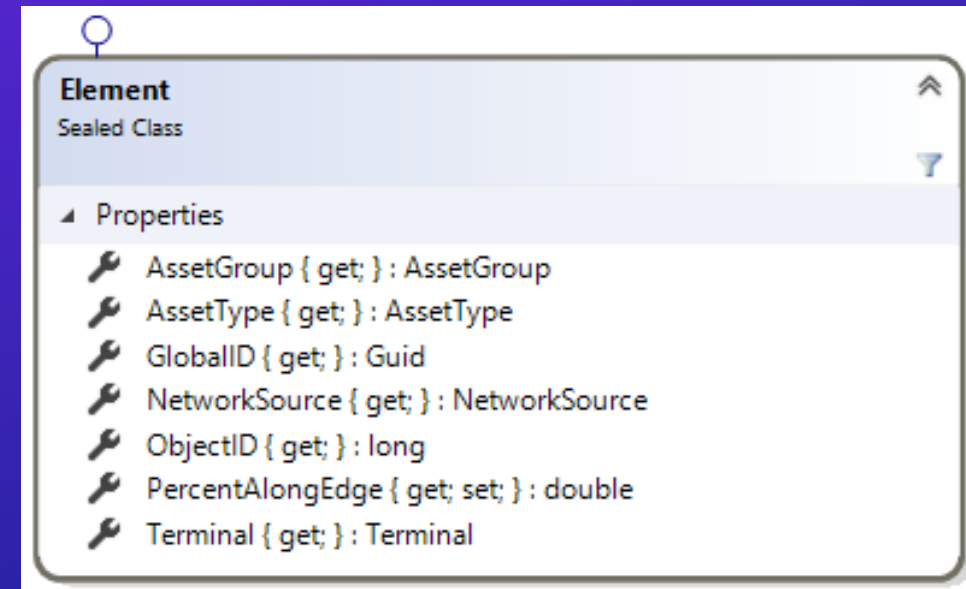 Element
Sealed Class
Properties
AssetGroup { get; } : AssetGroup
AssetType { get; } : AssetType
GlobalID { get; } : Guid
NetworkSource { get; } : NetworkSource
ObjectID { get; } : long
PercentAlongEdge { get; set; } : double
Terminal { get; } : Terminal